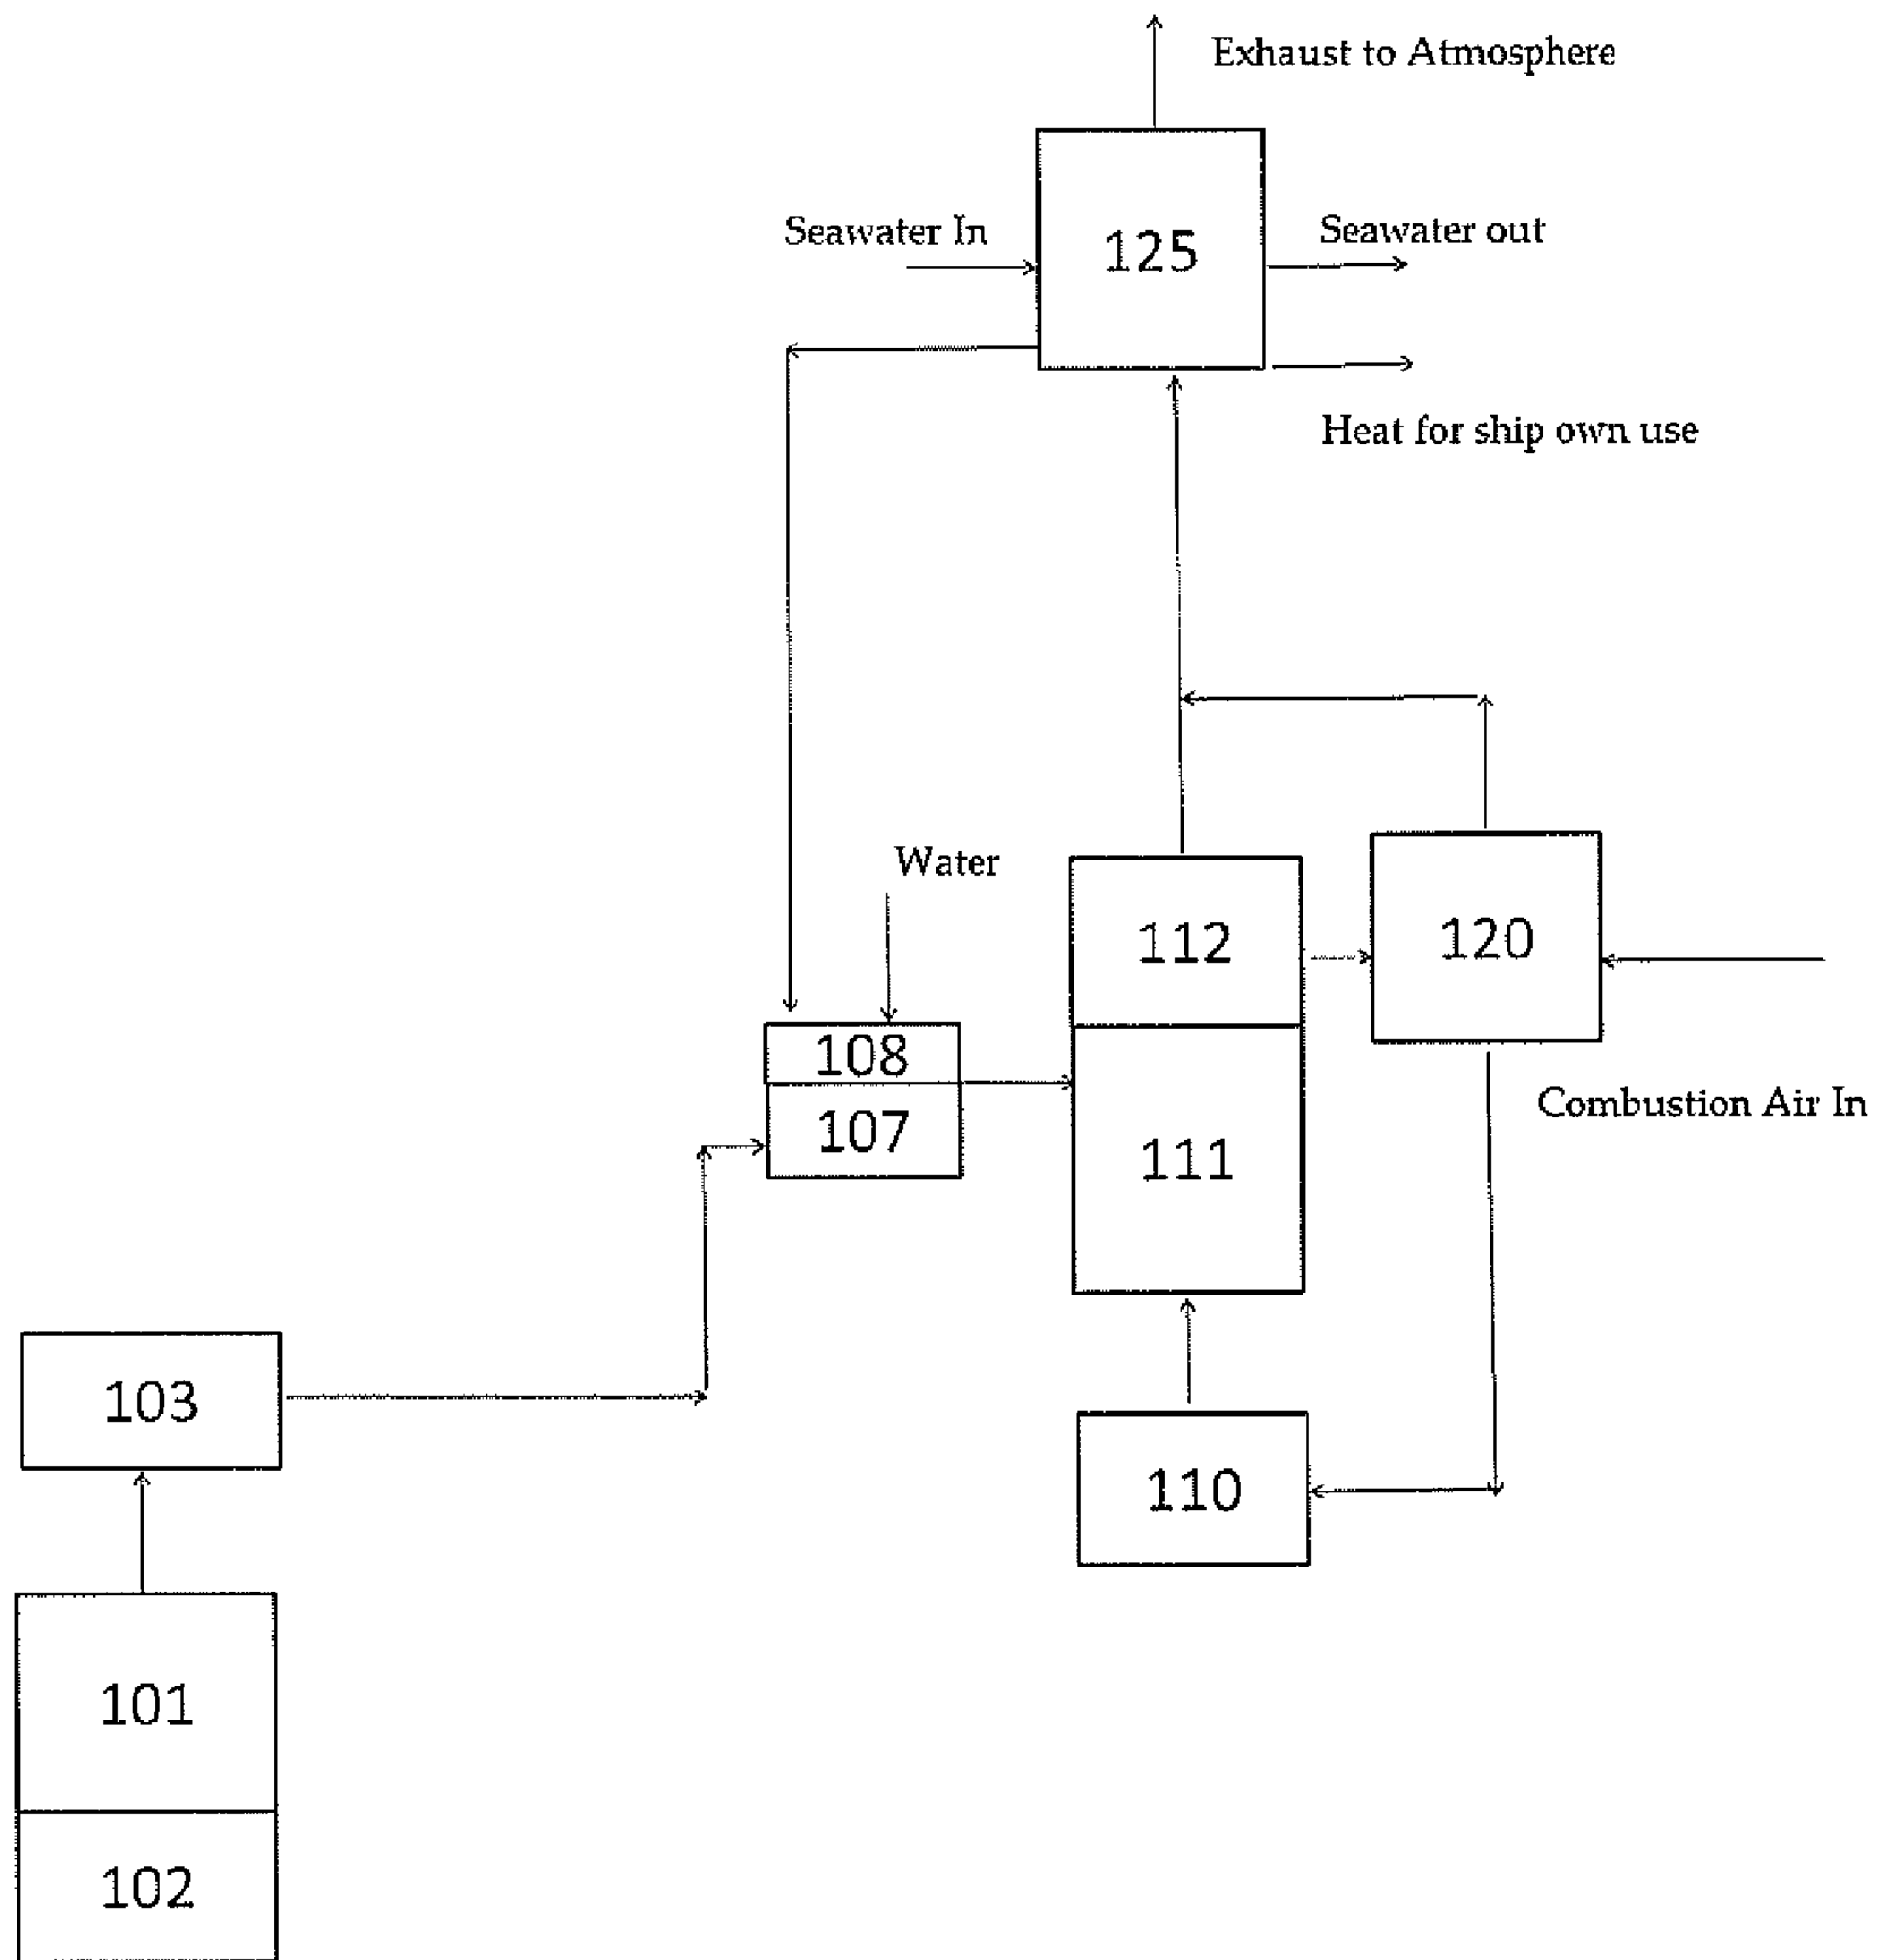 Exhaust to Atmosphere
Seawater In
125
Seawater out
Heat for ship own use
Water
112
120
108
107
111
Combustion Air In
103
110
101
102